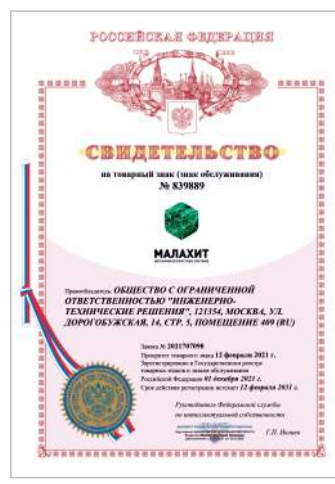 РОССИЙСКАЯ ФЕДЕРАЦИЯ
СВИДЕТЕЛЬСТВО
на товарный знак (знак обслуживания)
№ 839889
МАЛАХИТ
Правообладатель: ОБЩЕСТВО С ОГРАНИЧЕННОЙ
ОТВЕТСТВЕННОСТЬЮ "ИНЖЕНЕРНО-
ТЕХНИЧЕСКИЕ РЕШЕНИЯ", 121354, МОСКВА, УЛ.
ДОРОГОБУЖСКАЯ, 14, СТР. 5, ПОМЕЩЕНИЕ 409 (RU)
Заявка № 2021707098
Приоритет товарного знака 12 февраля 2021 г.
Зарегистрировано в Государственном реестре
товарных знаков и знаков обслуживания
Российской Федерации 01 декабря 2021 г.
Срок действия регистрации истекает 12 февраля 2031 г.
Руководитель Федеральной службы
по интеллектуальной собственности
Г.П. Ивлиев